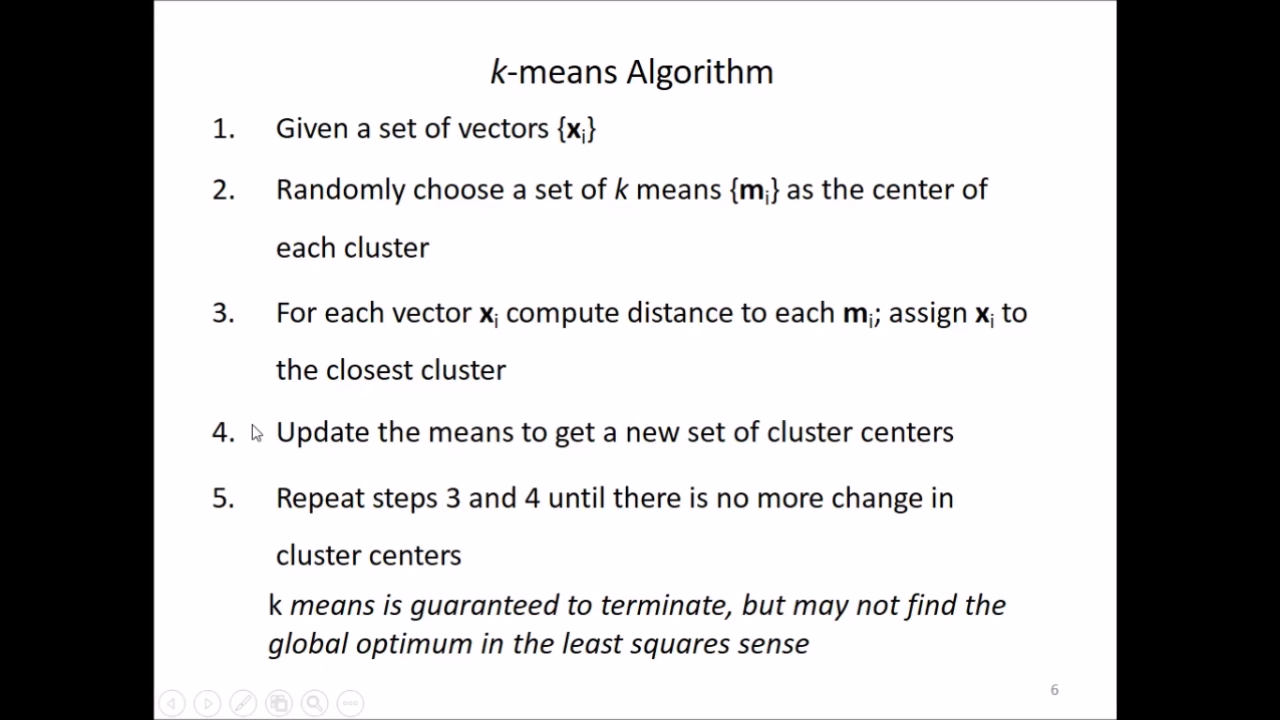 k-means Algorithm
1. Given a set of vectors {xi}
2. Randomly choose a set of k means {mi} as the center of
each cluster
3. For each vector xi compute distance to each mi; assign xi to
the closest cluster
4. Update the means to get a new set of cluster centers
5. Repeat steps 3 and 4 until there is no more change in
cluster centers
k means is guaranteed to terminate, but may not find the
global optimum in the least squares sense
6